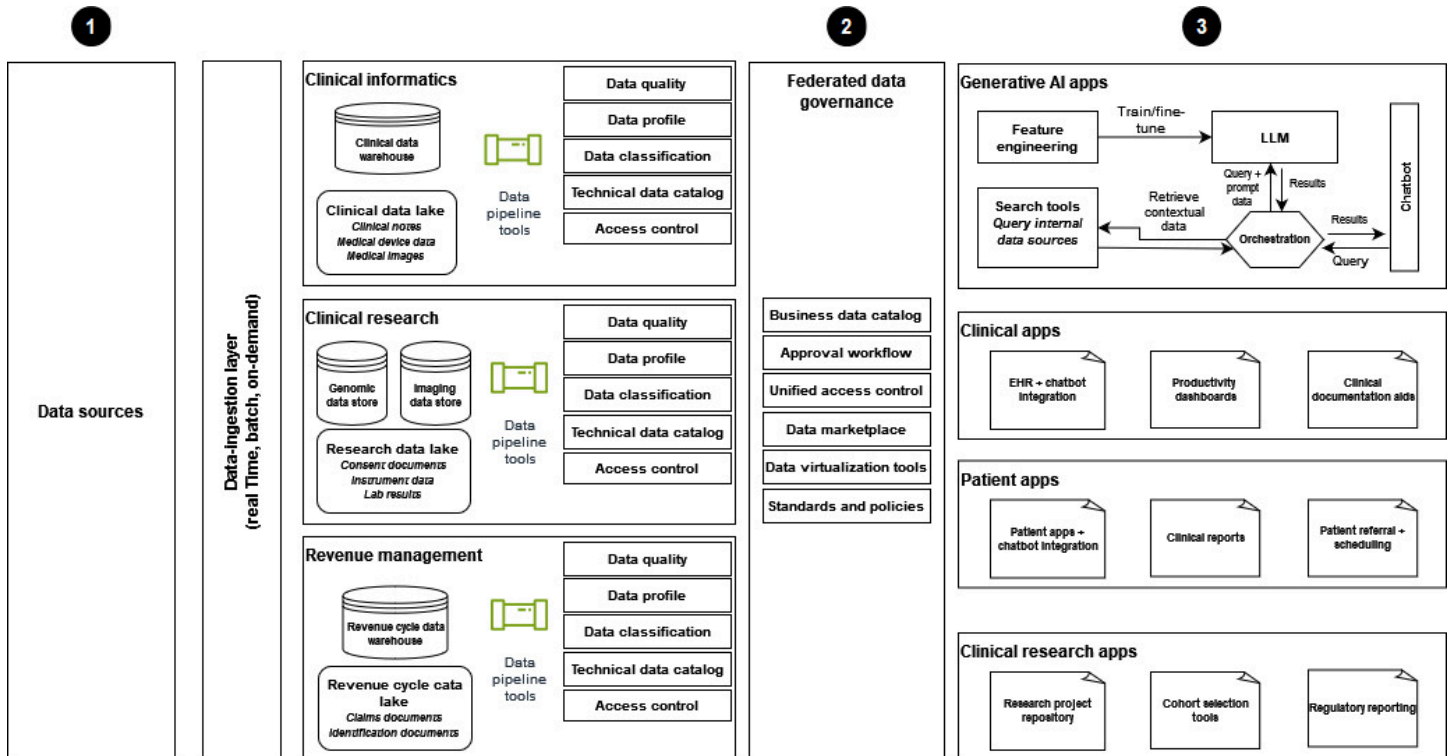 1
2
3
Data sources
Data-ingestion layer
(real Time, batch, on-demand)
Clinical informatics
Clinical data
warehouse
Clinical data lake
Clinical notes
Medical device data
Medical images
Data
pipeline
tools
Data quality
Data profile
Data classification
Technical data catalog
Access control
Clinical research
Genomic
data store
Imaging
data store
Research data lake
Consent documents
Instrument data
Lab results
Data
pipeline
tools
Data quality
Data profile
Data classification
Technical data catalog
Access control
Revenue management
Revenue cycle data
warehouse
Revenue cycle cata
lake
Claims documents
Identification documents
Data
pipeline
tools
Data quality
Data profile
Data classification
Technical data catalog
Access control
Federated data
governance
Business data catalog
Approval workflow
Unified access control
Data marketplace
Data virtualization tools
Standards and policies
Generative AI apps
Feature
engineering
Train/fine-
tune
LLM
Search tools
Query internal
data sources
Retrieve
contextual
data
Query +
prompt
data
Results
Orchestration
Results
Query
Chatbot
Clinical apps
EHR + chatbot
integration
Productivity
dashboards
Clinical
documentation aids
Patient apps
Patient apps +
chatbot integration
Clinical reports
Patient referral +
scheduling
Clinical research apps
Research project
repository
Cohort selection
tools
Regulatory reporting